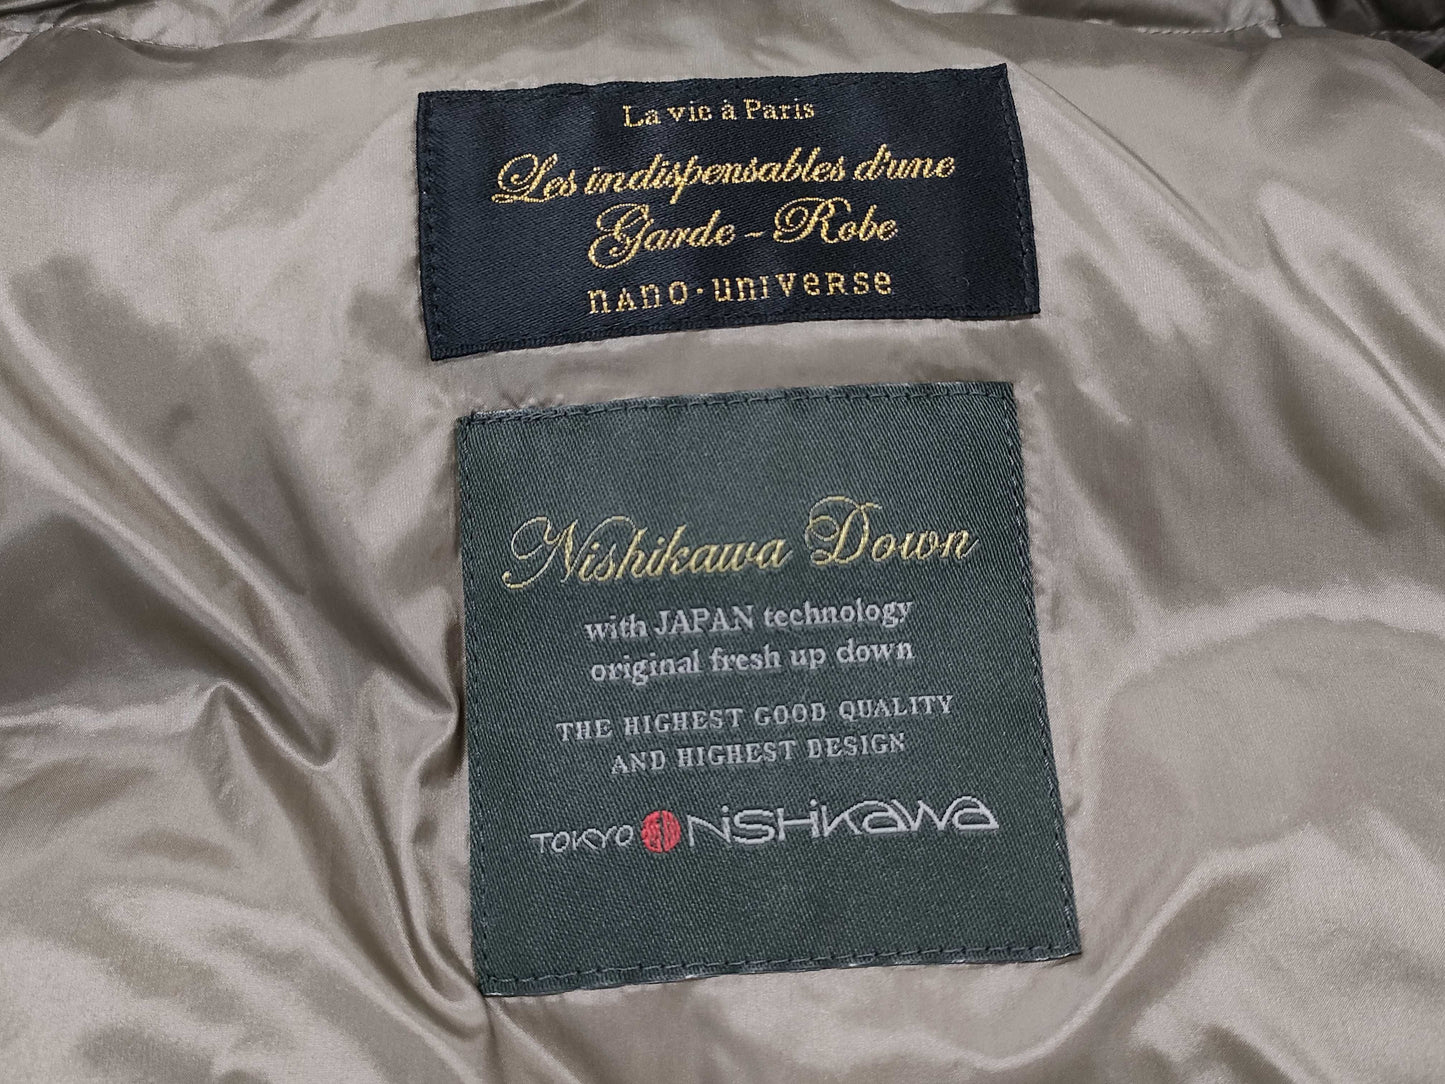 La vie à Paris
Les indispensables d'une
Garde-Robe
nano·universe
Nishikawa Down
with JAPAN technology
original fresh up down
THE HIGHEST GOOD QUALITY
AND HIGHEST DESIGN
TOKYO NiSHiKaWa